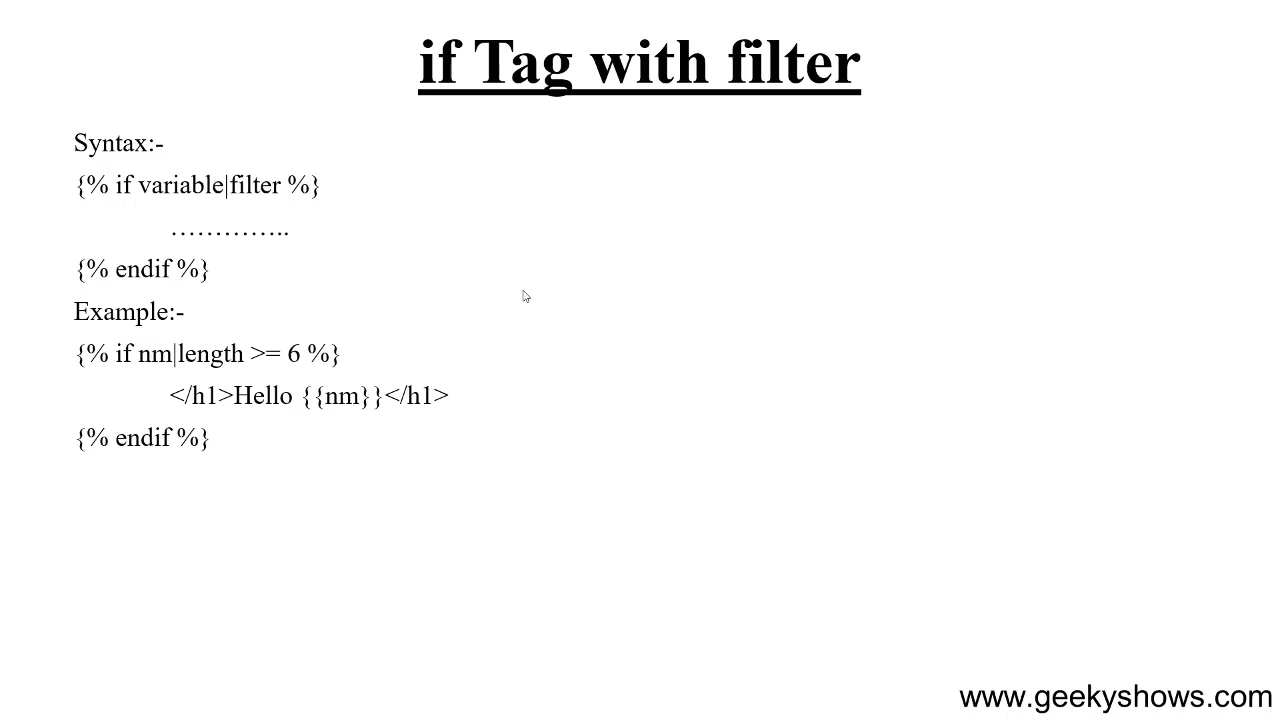 if Tag with filter
Syntax:-
{% if variable|filter %}
…………..
{% endif %}
Example:-
{% if nm|length >= 6 %}
</h1>Hello {{nm}}</h1>
{% endif %}
www.geekyshows.com